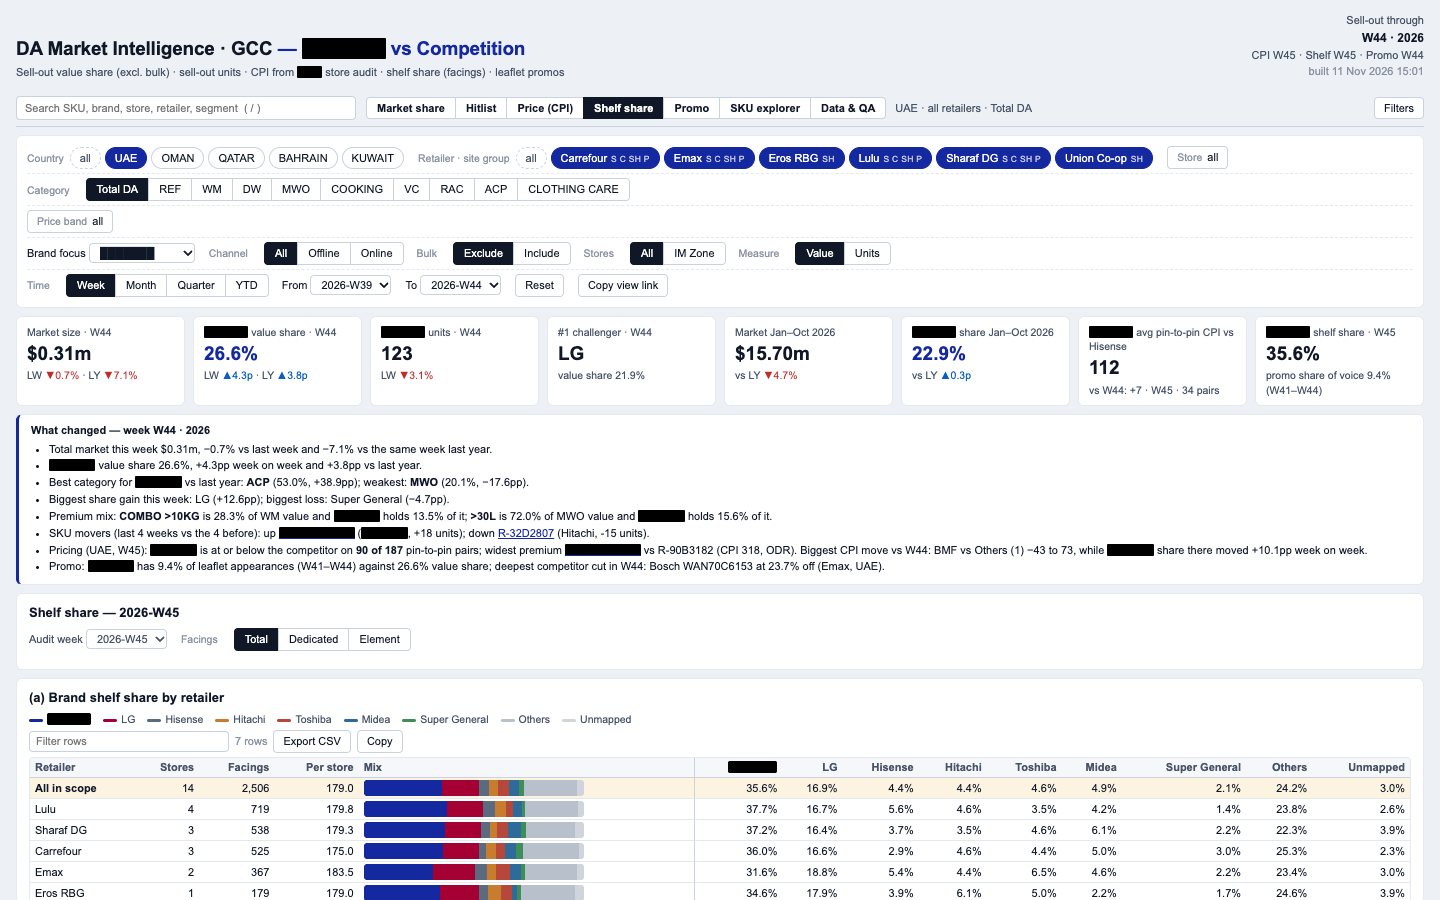 Sell-out through
DA Market Intelligence · GCC — vs Competition
W44 · 2026
CPI W45 · Shelf W45 · Promo W44
Sell-out value share (excl. bulk) · sell-out units · CPI from store audit · shelf share (facings) · leaflet promos
built 11 Nov 2026 15:01
Search SKU, brand, store, retailer, segment ( / )
Market share Hitlist Price (CPI) Shelf share Promo SKU explorer Data & QA
UAE · all retailers · Total DA
Filters
Country all UAE OMAN QATAR BAHRAIN KUWAIT Retailer · site group all Carrefour S C SH P Emax S C SH P Eros RBG SH Lulu S C SH P Sharaf DG S C SH P Union Co-op SH Store all
Category Total DA REF WM DW MWO COOKING VC RAC ACP CLOTHING CARE
Price band all
Brand focus Channel All Offline Online Bulk Exclude Include Stores All IM Zone Measure Value Units
Time Week Month Quarter YTD From 2026-W39 To 2026-W44 Reset Copy view link
Market size · W44
$0.31m
LW ▼0.7% · LY ▼7.1%
value share · W44
26.6%
LW ▲4.3p · LY ▲3.8p
units · W44
123
LW ▼3.1%
#1 challenger · W44
LG
value share 21.9%
Market Jan–Oct 2026
$15.70m
vs LY ▼4.7%
share Jan–Oct 2026
22.9%
vs LY ▲0.3p
avg pin-to-pin CPI vs
Hisense
112
vs W44: +7 · W45 · 34 pairs
shelf share · W45
35.6%
promo share of voice 9.4%
(W41–W44)
What changed — week W44 · 2026
• Total market this week $0.31m, −0.7% vs last week and −7.1% vs the same week last year.
• value share 26.6%, +4.3pp week on week and +3.8pp vs last year.
• Best category for vs last year: ACP (53.0%, +38.9pp); weakest: MWO (20.1%, −17.6pp).
• Biggest share gain this week: LG (+12.6pp); biggest loss: Super General (−4.7pp).
• Premium mix: COMBO >10KG is 28.3% of WM value and holds 13.5% of it; >30L is 72.0% of MWO value and holds 15.6% of it.
• SKU movers (last 4 weeks vs the 4 before): up ( , +18 units); down R-32D2807 (Hitachi, -15 units).
• Pricing (UAE, W45): is at or below the competitor on 90 of 187 pin-to-pin pairs; widest premium vs R-90B3182 (CPI 318, ODR). Biggest CPI move vs W44: BMF vs Others (1) −43 to 73, while share there moved +10.1pp week on week.
• Promo: has 9.4% of leaflet appearances (W41–W44) against 26.6% value share; deepest competitor cut in W44: Bosch WAN70C6153 at 23.7% off (Emax, UAE).
Shelf share — 2026-W45
Audit week 2026-W45 Facings Total Dedicated Element
(a) Brand shelf share by retailer
LG Hisense Hitachi Toshiba Midea Super General Others Unmapped
Filter rows 7 rows Export CSV Copy
Retailer Stores Facings Per store Mix LG Hisense Hitachi Toshiba Midea Super General Others Unmapped
All in scope 14 2,506 179.0 35.6% 16.9% 4.4% 4.4% 4.6% 4.9% 2.1% 24.2% 3.0%
Lulu 4 719 179.8 37.7% 16.7% 5.6% 4.6% 3.5% 4.2% 1.4% 23.8% 2.6%
Sharaf DG 3 538 179.3 37.2% 16.4% 3.7% 3.5% 4.6% 6.1% 2.2% 22.3% 3.9%
Carrefour 3 525 175.0 36.0% 16.6% 2.9% 4.6% 4.4% 5.0% 3.0% 25.3% 2.3%
Emax 2 367 183.5 31.6% 18.8% 5.4% 4.4% 6.5% 4.6% 2.2% 23.4% 3.0%
Eros RBG 1 179 179.0 34.6% 17.9% 3.9% 6.1% 5.0% 2.2% 1.7% 24.6% 3.9%